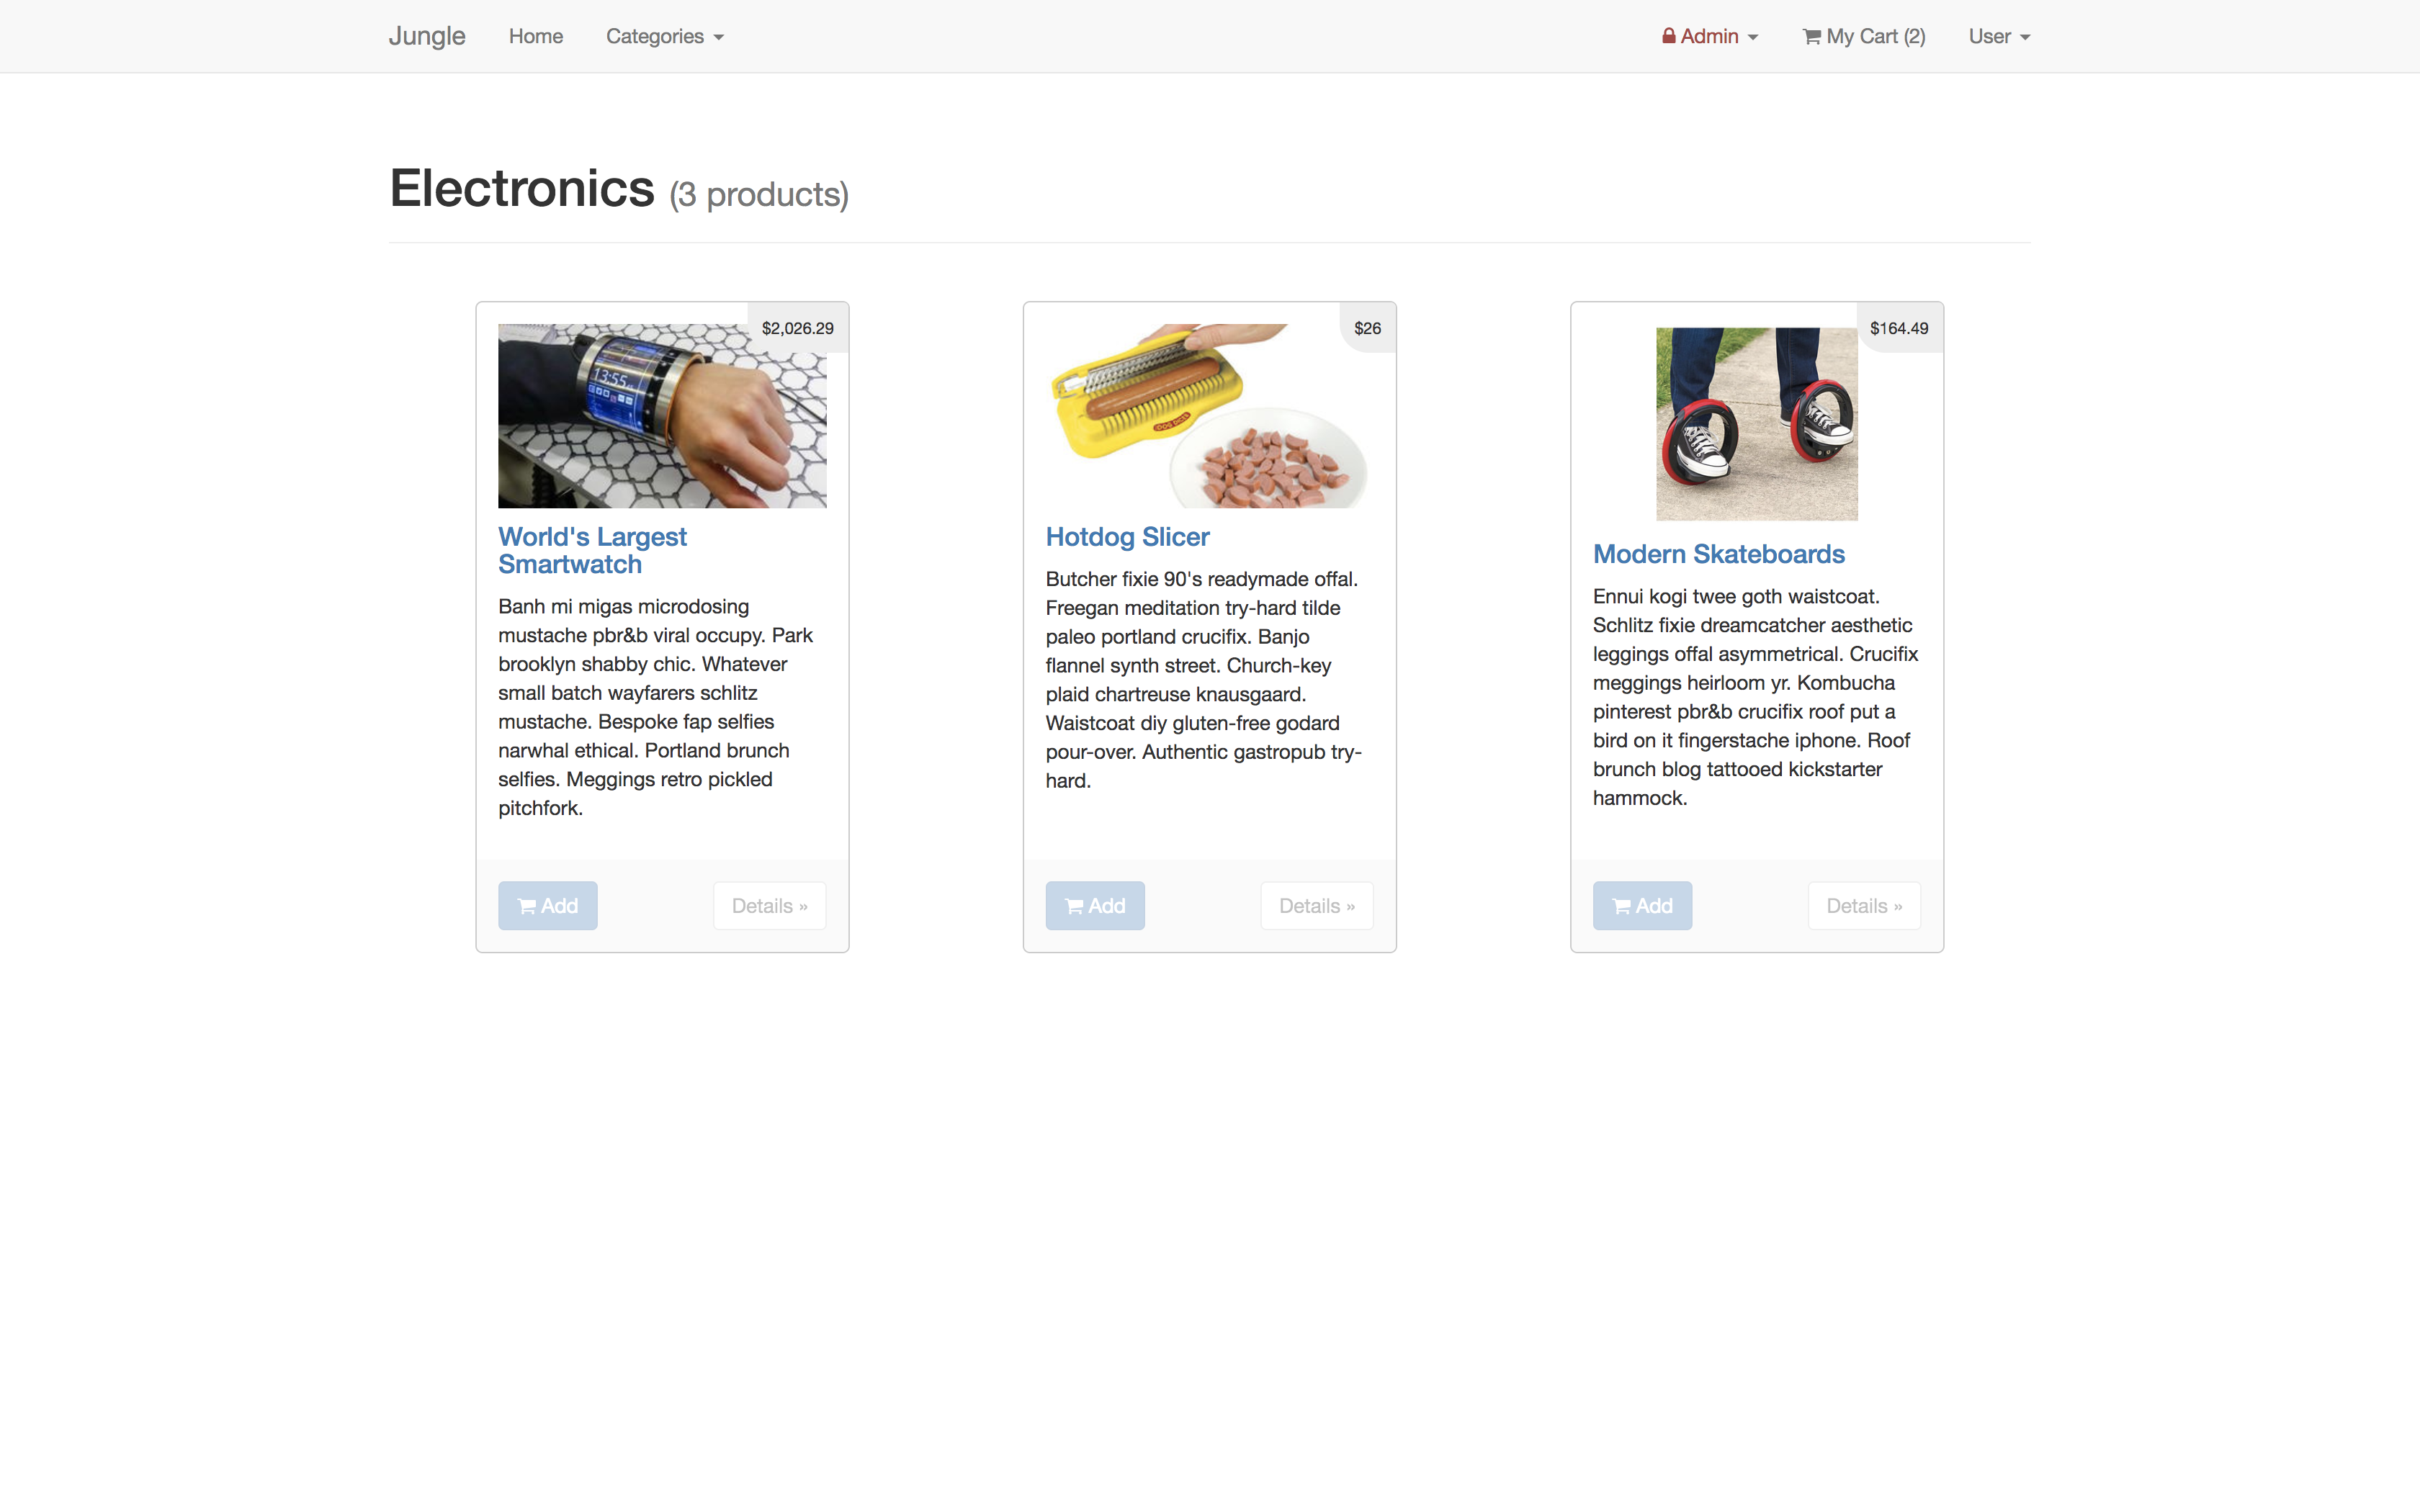 Jungle Home Categories Admin My Cart (2) User
Electronics (3 products)
$2,026.29
13:55
World's Largest
Smartwatch
Banh mi migas microdosing
mustache pbr&b viral occupy. Park
brooklyn shabby chic. Whatever
small batch wayfarers schlitz
mustache. Bespoke fap selfies
narwhal ethical. Portland brunch
selfies. Meggings retro pickled
pitchfork.
Add Details »
$26
Hotdog Slicer
Butcher fixie 90's readymade offal.
Freegan meditation try-hard tilde
paleo portland crucifix. Banjo
flannel synth street. Church-key
plaid chartreuse knausgaard.
Waistcoat diy gluten-free godard
pour-over. Authentic gastropub try-
hard.
Add Details »
$164.49
Modern Skateboards
Ennui kogi twee goth waistcoat.
Schlitz fixie dreamcatcher aesthetic
leggings offal asymmetrical. Crucifix
meggings heirloom yr. Kombucha
pinterest pbr&b crucifix roof put a
bird on it fingerstache iphone. Roof
brunch blog tattooed kickstarter
hammock.
Add Details »